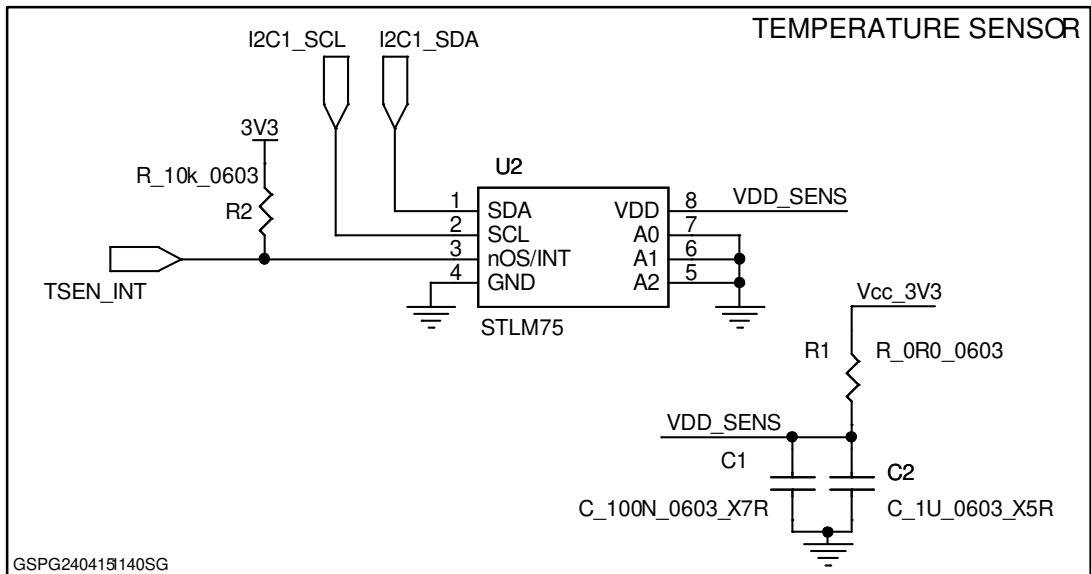 TEMPERATURE SENSOR
I2C1_SCL I2C1_SDA
3V3
R_10k_0603
R2
U2
1 SDA VDD 8 VDD_SENS
2 SCL A0 7
3 nOS/INT A1 6
4 GND A2 5
TSEN_INT
STLM75
Vcc_3V3
R1 R_0R0_0603
VDD_SENS
C1 C2
C_100N_0603_X7R C_1U_0603_X5R
GSPG240415I1140SG